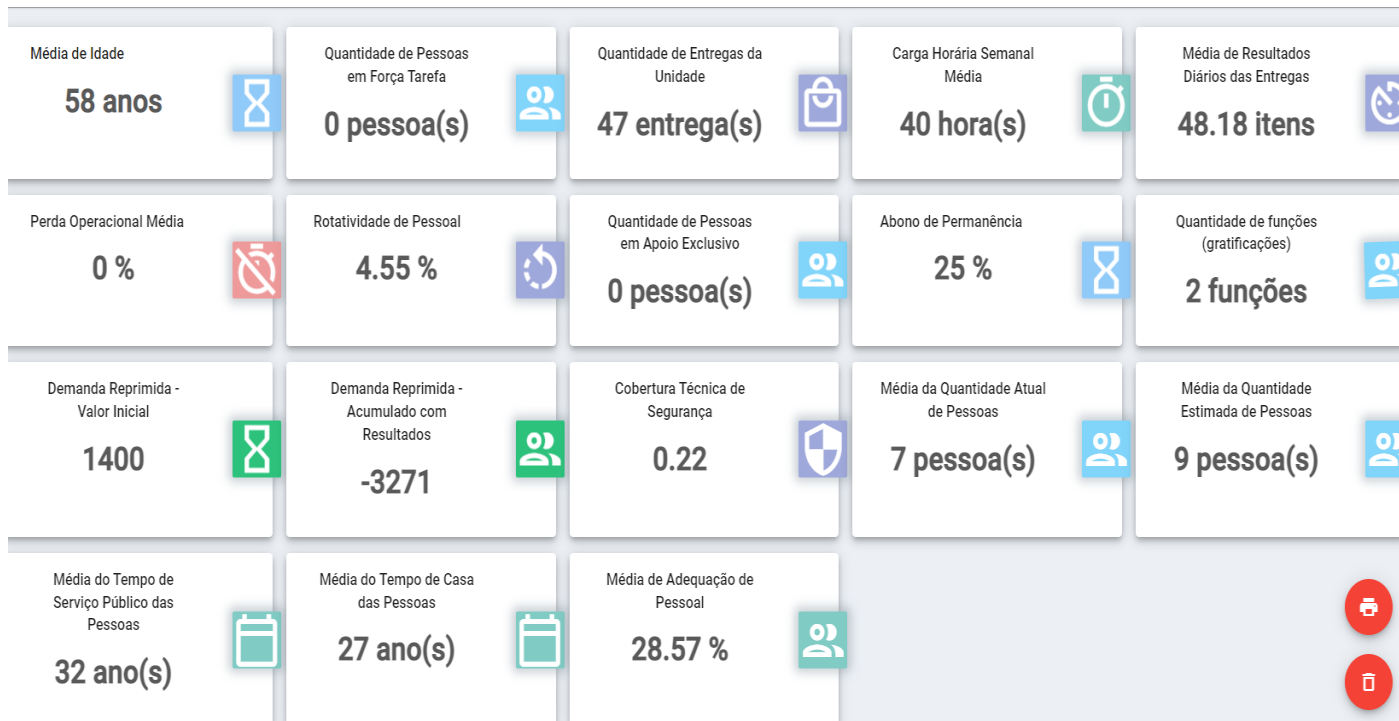 Média de Idade
58 anos
Quantidade de Pessoas
em Força Tarefa
0 pessoa(s)
Quantidade de Entregas da
Unidade
47 entrega(s)
Carga Horária Semanal
Média
40 hora(s)
Média de Resultados
Diários das Entregas
48.18 itens
Perda Operacional Média
0 %
Rotatividade de Pessoal
4.55 %
Quantidade de Pessoas
em Apoio Exclusivo
0 pessoa(s)
Abono de Permanência
25 %
Quantidade de funções
(gratificações)
2 funções
Demanda Reprimida -
Valor Inicial
1400
Demanda Reprimida -
Acumulado com
Resultados
-3271
Cobertura Técnica de
Segurança
0.22
Média da Quantidade Atual
de Pessoas
7 pessoa(s)
Média da Quantidade
Estimada de Pessoas
9 pessoa(s)
Média do Tempo de
Serviço Público das
Pessoas
32 ano(s)
Média do Tempo de Casa
das Pessoas
27 ano(s)
Média de Adequação de
Pessoal
28.57 %